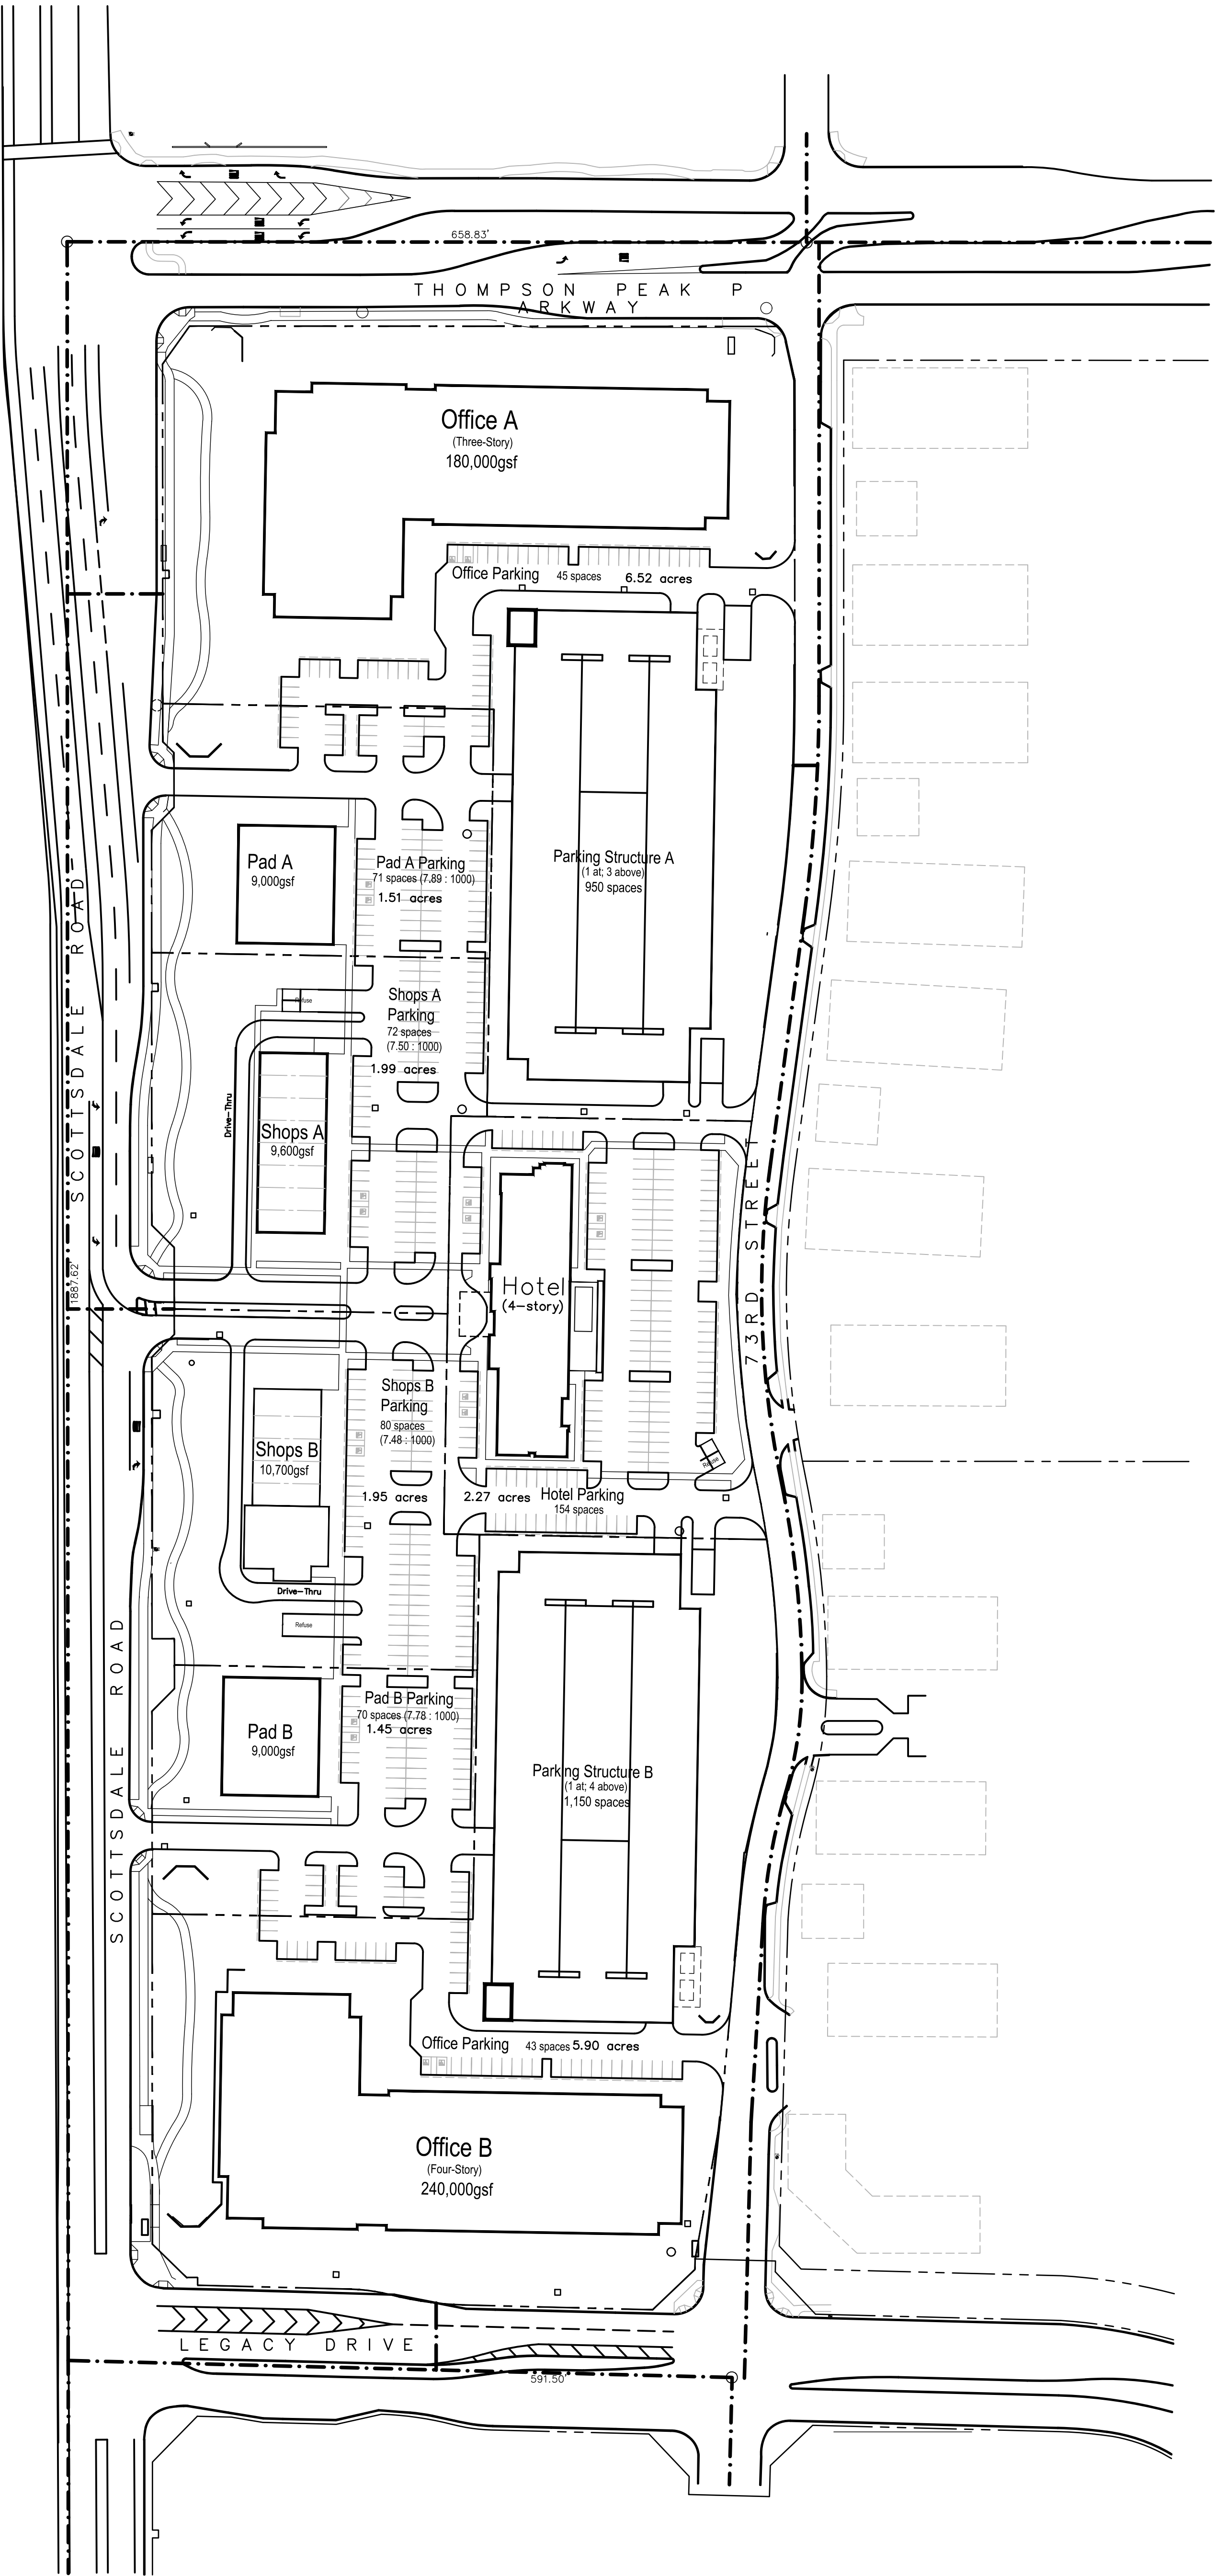 658.83'
THOMPSON PEAK P
ARKWAY
Office A
(Three-Story)
180,000gsf
Office Parking 45 spaces 6.52 acres
Pad A
9,000gsf
Pad A Parking
71 spaces (7.89 : 1000)
1.51 acres
Parking Structure A
(1 at; 3 above)
950 spaces
SCOTTSDALE ROAD
Refuse
Shops A
Parking
72 spaces
(7.50 : 1000)
1.99 acres
Drive-Thru
Shops A
9,600gsf
73RD STREET
1887.62'
Hotel
(4-story)
Shops B
Parking
80 spaces
(7.48 : 1000)
Shops B
10,700gsf
Refuse
1.95 acres
2.27 acres
Hotel Parking
154 spaces
Drive-Thru
Refuse
SCOTTSDALE ROAD
Pad B Parking
70 spaces (7.78 : 1000)
1.45 acres
Pad B
9,000gsf
Parking Structure B
(1 at; 4 above)
1,150 spaces
Office Parking 43 spaces 5.90 acres
Office B
(Four-Story)
240,000gsf
LEGACY DRIVE
591.50'